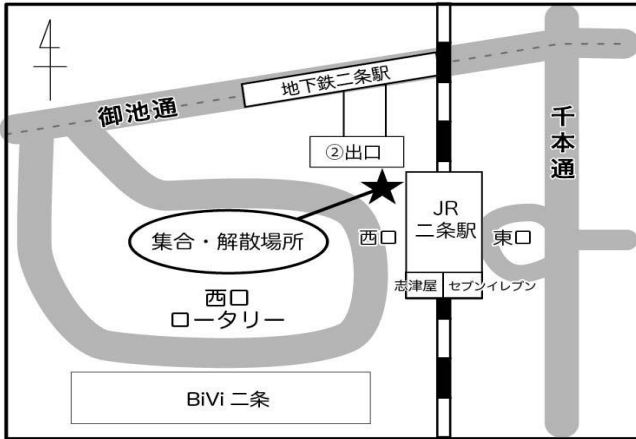 地下鉄二条駅
御池通
千本通
②出口
JR
二条駅
集合・解散場所
西口
東口
志津屋
セブンイレブン
西口
ロータリー
BiVi 二条